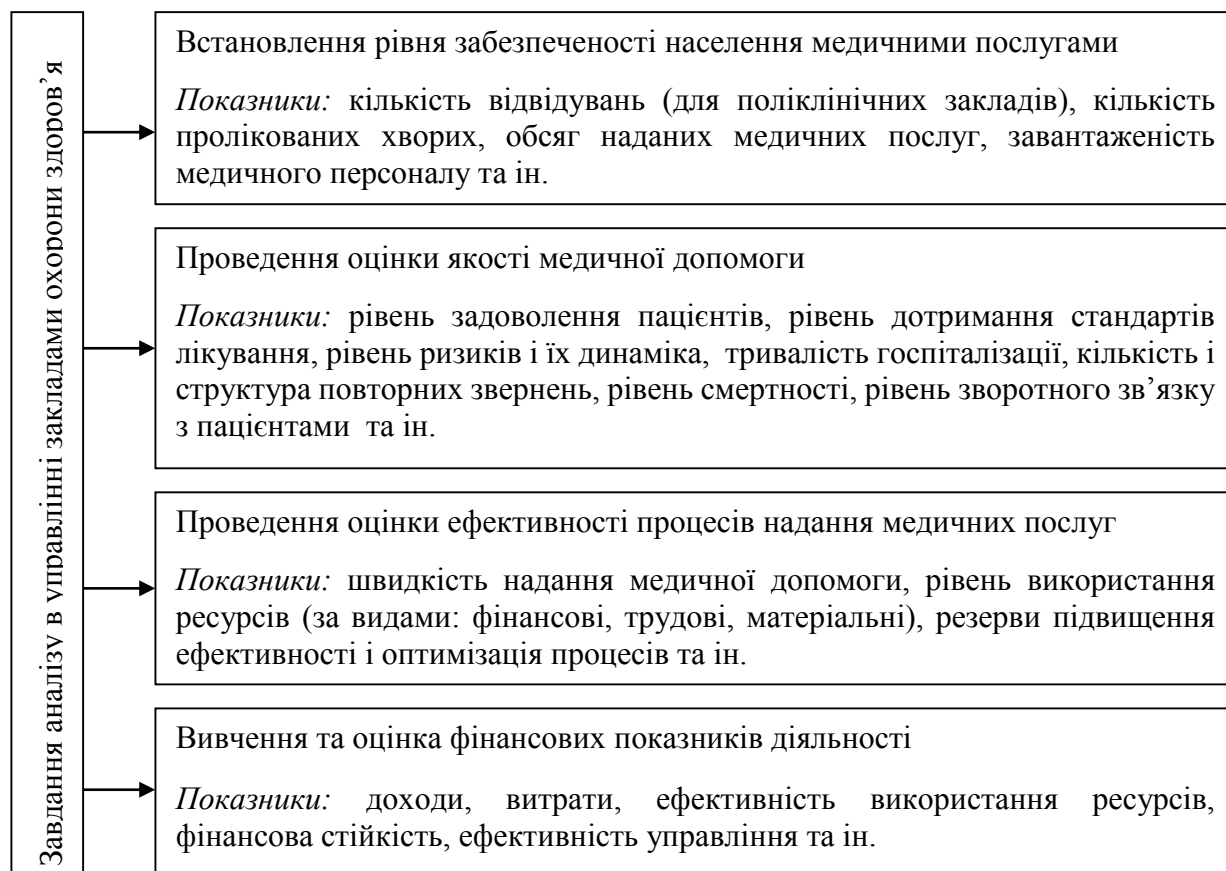 Завдання аналізу в управлінні закладами охорони здоров’я
Встановлення рівня забезпеченості населення медичними послугами
Показники: кількість відвідувань (для поліклінічних закладів), кількість
пролікованих хворих, обсяг наданих медичних послуг, завантаженість
медичного персоналу та ін.
Проведення оцінки якості медичної допомоги
Показники: рівень задоволення пацієнтів, рівень дотримання стандартів
лікування, рівень ризиків і їх динаміка, тривалість госпіталізації, кількість і
структура повторних звернень, рівень смертності, рівень зворотного зв’язку
з пацієнтами та ін.
Проведення оцінки ефективності процесів надання медичних послуг
Показники: швидкість надання медичної допомоги, рівень використання
ресурсів (за видами: фінансові, трудові, матеріальні), резерви підвищення
ефективності і оптимізація процесів та ін.
Вивчення та оцінка фінансових показників діяльності
Показники: доходи, витрати, ефективність використання ресурсів,
фінансова стійкість, ефективність управління та ін.